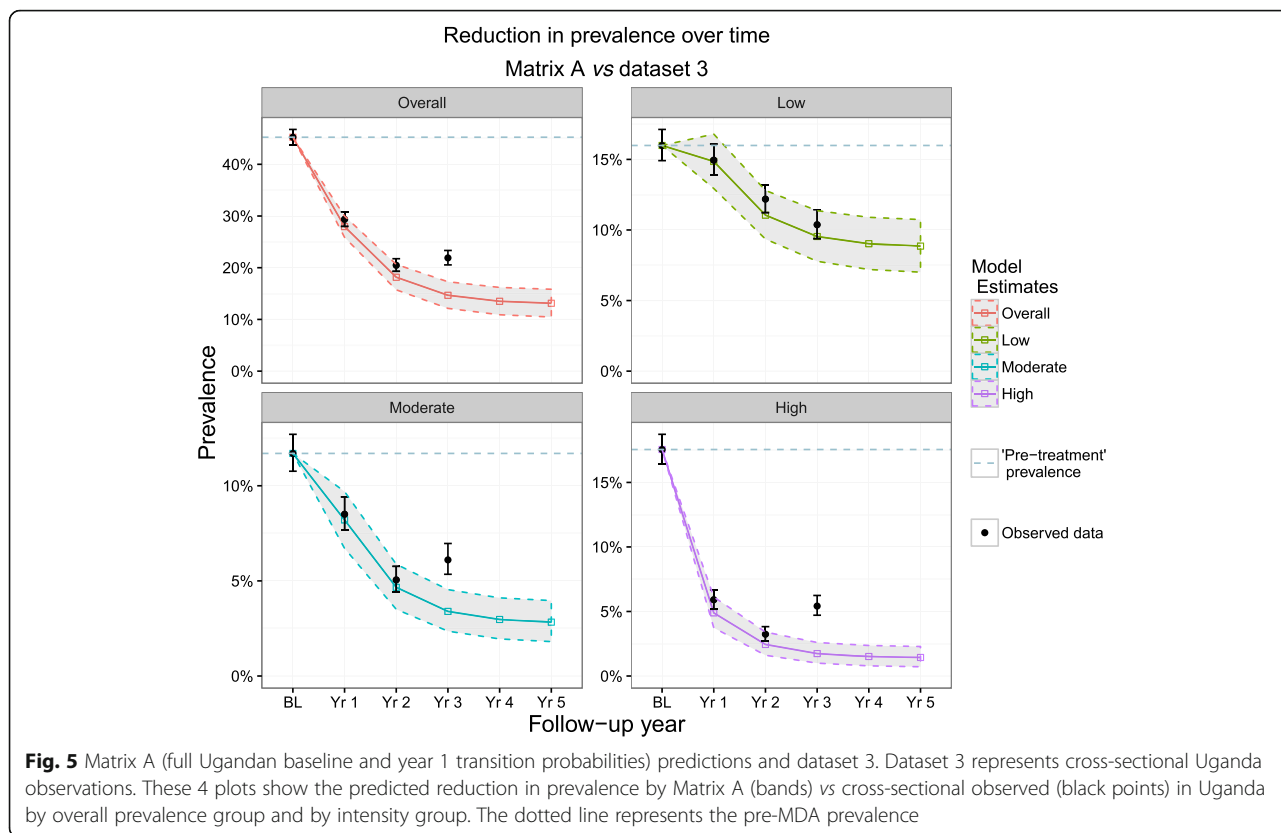 Reduction in prevalence over time
Matrix A vs dataset 3
Overall
Low
40%
30%
20%
10%
0%
15%
10%
5%
0%
Moderate
High
10%
5%
0%
15%
10%
5%
0%
Prevalence
BL Yr 1 Yr 2 Yr 3 Yr 4 Yr 5
BL Yr 1 Yr 2 Yr 3 Yr 4 Yr 5
Follow−up year
Model
Estimates
Overall
Low
Moderate
High
'Pre−treatment'
prevalence
Observed data
Fig. 5 Matrix A (full Ugandan baseline and year 1 transition probabilities) predictions and dataset 3. Dataset 3 represents cross-sectional Uganda
observations. These 4 plots show the predicted reduction in prevalence by Matrix A (bands) vs cross-sectional observed (black points) in Uganda
by overall prevalence group and by intensity group. The dotted line represents the pre-MDA prevalence